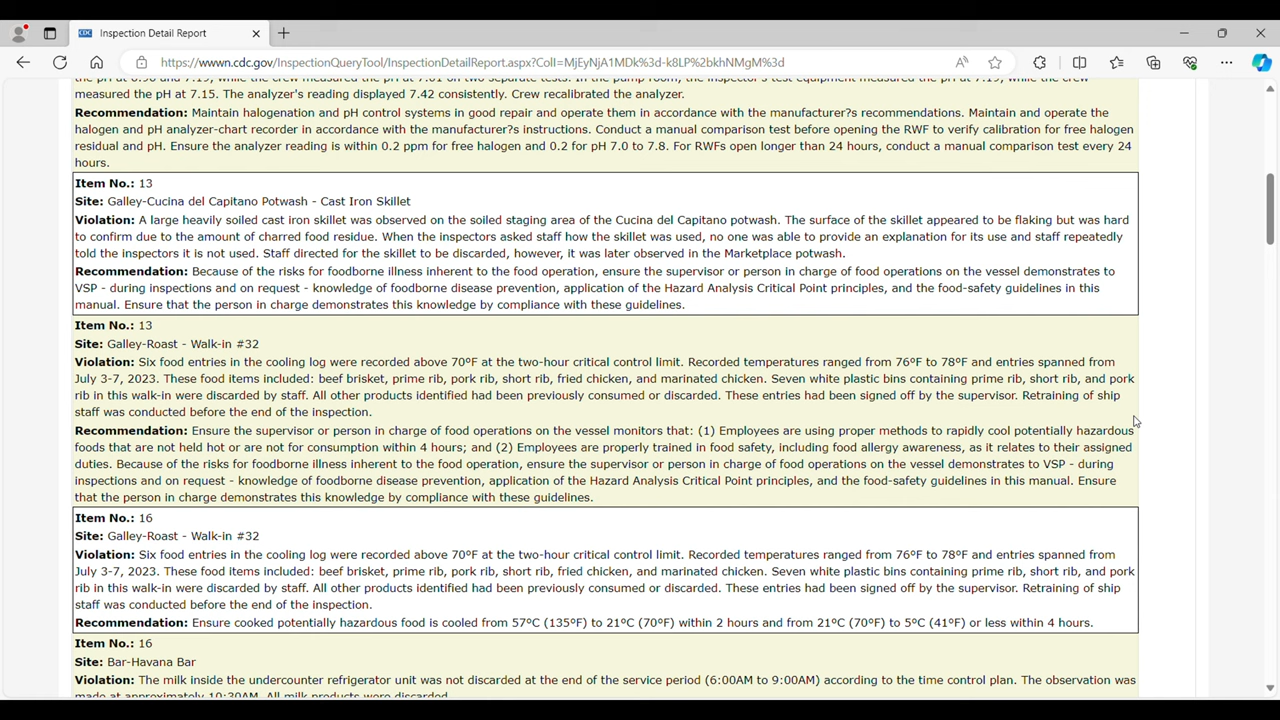 CDC Inspection Detail Report
https://wwwn.cdc.gov/InspectionQueryTool/InspectionDetailReport.aspx?ColI=MjEyNjA1MDk%3d-k8LP%2bkhNMgM%3d
measured the pH at 7.15. The analyzer's reading displayed 7.42 consistently. Crew recalibrated the analyzer.
Recommendation: Maintain halogenation and pH control systems in good repair and operate them in accordance with the manufacturer?s recommendations. Maintain and operate the
halogen and pH analyzer-chart recorder in accordance with the manufacturer?s instructions. Conduct a manual comparison test before opening the RWF to verify calibration for free halogen
residual and pH. Ensure the analyzer reading is within 0.2 ppm for free halogen and 0.2 for pH 7.0 to 7.8. For RWFs open longer than 24 hours, conduct a manual comparison test every 24
hours.
Item No.: 13
Site: Galley-Cucina del Capitano Potwash - Cast Iron Skillet
Violation: A large heavily soiled cast iron skillet was observed on the soiled staging area of the Cucina del Capitano potwash. The surface of the skillet appeared to be flaking but was hard
to confirm due to the amount of charred food residue. When the inspectors asked staff how the skillet was used, no one was able to provide an explanation for its use and staff repeatedly
told the inspectors it is not used. Staff directed for the skillet to be discarded, however, it was later observed in the Marketplace potwash.
Recommendation: Because of the risks for foodborne illness inherent to the food operation, ensure the supervisor or person in charge of food operations on the vessel demonstrates to
VSP - during inspections and on request - knowledge of foodborne disease prevention, application of the Hazard Analysis Critical Point principles, and the food-safety guidelines in this
manual. Ensure that the person in charge demonstrates this knowledge by compliance with these guidelines.
Item No.: 13
Site: Galley-Roast - Walk-in #32
Violation: Six food entries in the cooling log were recorded above 70ºF at the two-hour critical control limit. Recorded temperatures ranged from 76ºF to 78ºF and entries spanned from
July 3-7, 2023. These food items included: beef brisket, prime rib, pork rib, short rib, fried chicken, and marinated chicken. Seven white plastic bins containing prime rib, short rib, and pork
rib in this walk-in were discarded by staff. All other products identified had been previously consumed or discarded. These entries had been signed off by the supervisor. Retraining of ship
staff was conducted before the end of the inspection.
Recommendation: Ensure the supervisor or person in charge of food operations on the vessel monitors that: (1) Employees are using proper methods to rapidly cool potentially hazardous
foods that are not held hot or are not for consumption within 4 hours; and (2) Employees are properly trained in food safety, including food allergy awareness, as it relates to their assigned
duties. Because of the risks for foodborne illness inherent to the food operation, ensure the supervisor or person in charge of food operations on the vessel demonstrates to VSP - during
inspections and on request - knowledge of foodborne disease prevention, application of the Hazard Analysis Critical Point principles, and the food-safety guidelines in this manual. Ensure
that the person in charge demonstrates this knowledge by compliance with these guidelines.
Item No.: 16
Site: Galley-Roast - Walk-in #32
Violation: Six food entries in the cooling log were recorded above 70ºF at the two-hour critical control limit. Recorded temperatures ranged from 76ºF to 78ºF and entries spanned from
July 3-7, 2023. These food items included: beef brisket, prime rib, pork rib, short rib, fried chicken, and marinated chicken. Seven white plastic bins containing prime rib, short rib, and pork
rib in this walk-in were discarded by staff. All other products identified had been previously consumed or discarded. These entries had been signed off by the supervisor. Retraining of ship
staff was conducted before the end of the inspection.
Recommendation: Ensure cooked potentially hazardous food is cooled from 57ºC (135ºF) to 21ºC (70ºF) within 2 hours and from 21ºC (70ºF) to 5ºC (41ºF) or less within 4 hours.
Item No.: 16
Site: Bar-Havana Bar
Violation: The milk inside the undercounter refrigerator unit was not discarded at the end of the service period (6:00AM to 9:00AM) according to the time control plan. The observation was
made at approximately 10:30AM. All milk products were discarded.